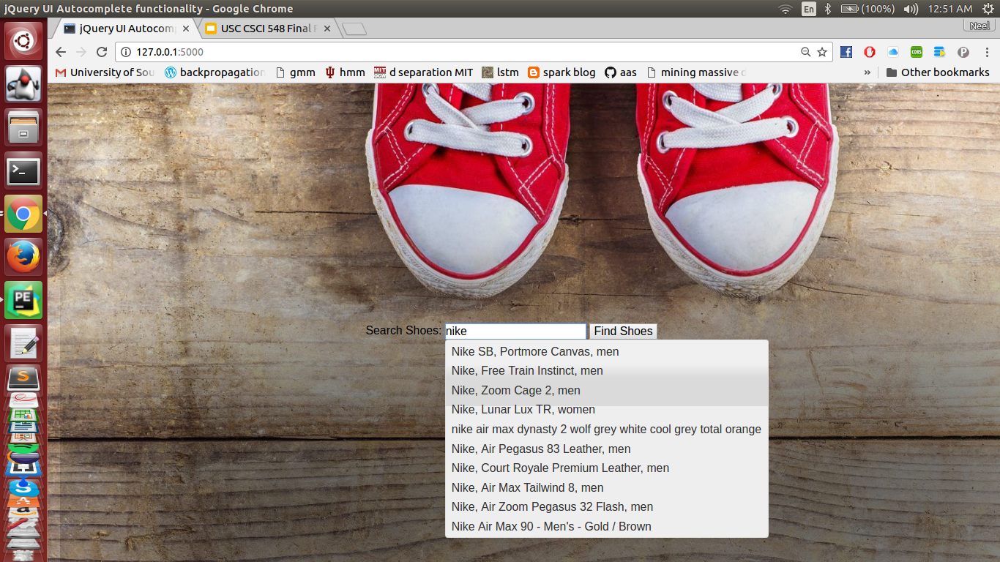 jQuery UI Autocomplete functionality - Google Chrome
En (100%) 12:51 AM
jQuery UI Autocom
USC CSCI 548 Final
Neel
127.0.0.1:5000
CORS
P
University of Sou
backpropagation
gmm
hmm
MIT
d separation MIT
lstm
spark blog
aas
mining massive d
»
Other bookmarks
PE
Search Shoes: nike Find Shoes
Nike SB, Portmore Canvas, men
Nike, Free Train Instinct, men
Nike, Zoom Cage 2, men
Nike, Lunar Lux TR, women
nike air max dynasty 2 wolf grey white cool grey total orange
Nike, Air Pegasus 83 Leather, men
Nike, Court Royale Premium Leather, men
Nike, Air Max Tailwind 8, men
Nike, Air Zoom Pegasus 32 Flash, men
Nike Air Max 90 - Men's - Gold / Brown